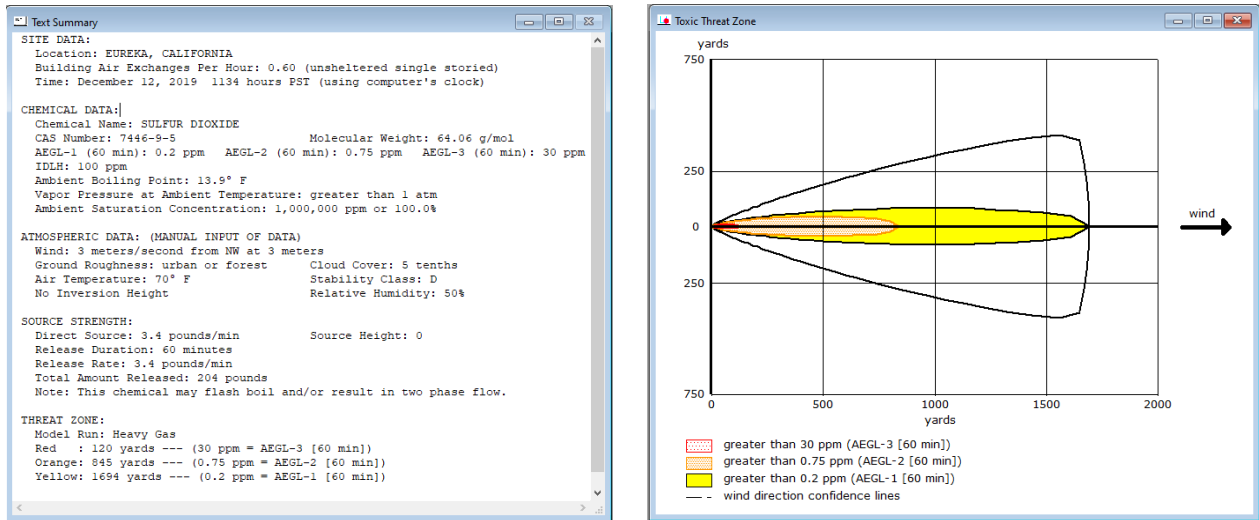 Text Summary
SITE DATA:
Location: EUREKA, CALIFORNIA
Building Air Exchanges Per Hour: 0.60 (unsheltered single storied)
Time: December 12, 2019  1134 hours PST (using computer's clock)
CHEMICAL DATA:
Chemical Name: SULFUR DIOXIDE
CAS Number: 7446-9-5 Molecular Weight: 64.06 g/mol
AEGL-1 (60 min): 0.2 ppm AEGL-2 (60 min): 0.75 ppm AEGL-3 (60 min): 30 ppm
IDLH: 100 ppm
Ambient Boiling Point: 13.9° F
Vapor Pressure at Ambient Temperature: greater than 1 atm
Ambient Saturation Concentration: 1,000,000 ppm or 100.0%
ATMOSPHERIC DATA: (MANUAL INPUT OF DATA)
Wind: 3 meters/second from NW at 3 meters
Ground Roughness: urban or forest Cloud Cover: 5 tenths
Air Temperature: 70° F Stability Class: D
No Inversion Height Relative Humidity: 50%
SOURCE STRENGTH:
Direct Source: 3.4 pounds/min Source Height: 0
Release Duration: 60 minutes
Release Rate: 3.4 pounds/min
Total Amount Released: 204 pounds
Note: This chemical may flash boil and/or result in two phase flow.
THREAT ZONE:
Model Run: Heavy Gas
Red   : 120 yards --- (30 ppm = AEGL-3 [60 min])
Orange: 845 yards --- (0.75 ppm = AEGL-2 [60 min])
Yellow: 1694 yards --- (0.2 ppm = AEGL-1 [60 min])
Toxic Threat Zone
yards
750
250
0
250
750
0 500 1000 1500 2000
yards
wind
greater than 30 ppm (AEGL-3 [60 min])
greater than 0.75 ppm (AEGL-2 [60 min])
greater than 0.2 ppm (AEGL-1 [60 min])
wind direction confidence lines